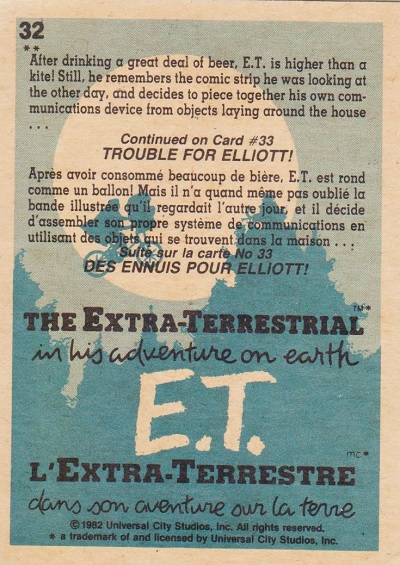 32
**
After drinking a great deal of beer, E.T. is higher than a
kite! Still, he remembers the comic strip he was looking at
the other day, and decides to piece together his own com-
munications device from objects laying around the house
...
Continued on Card #33
TROUBLE FOR ELLIOTT!
Après avoir consommé beaucoup de bière, E.T. est rond
comme un ballon! Mais il n'a quand même pas oublié la
bande illustrée qu'il regardait l'autre jour, et il décide
d'assembler son propre système de communications en
utilisant des objets qui se trouvent dans la maison ...
Suite sur la carte No 33
DES ENNUIS POUR ELLIOTT!
THE EXTRA-TERRESTRIAL TM*
in his adventure on earth
E.T.
mc*
L'EXTRA-TERRESTRE
dans son aventure sur la terre
©1982 Universal City Studios, Inc. All rights reserved.
* a trademark of and licensed by Universal City Studios, Inc.